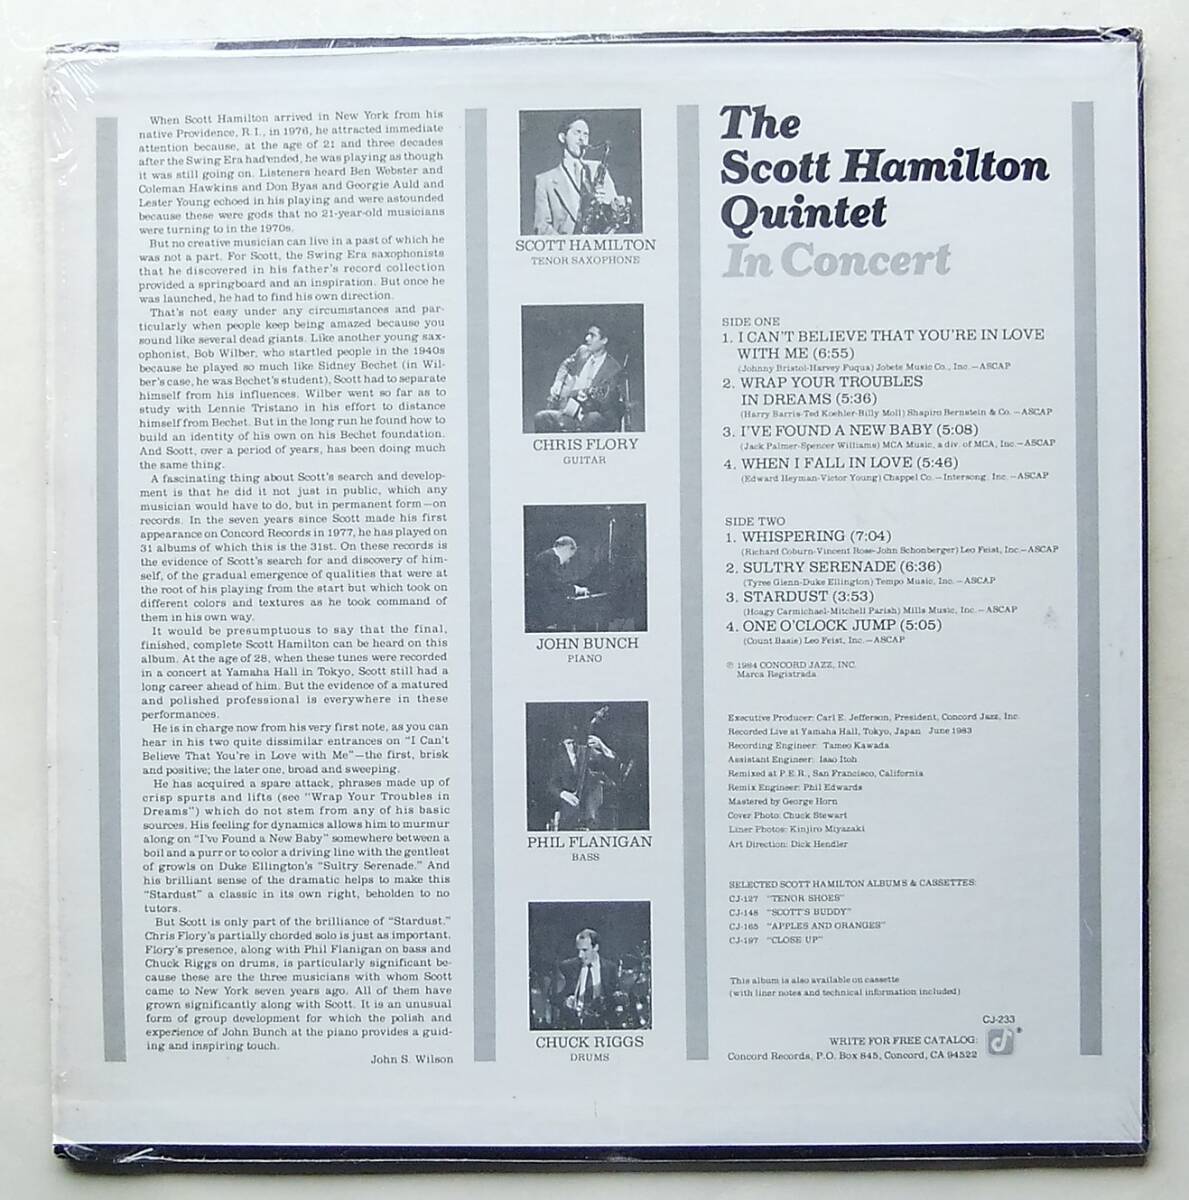 When Scott Hamilton arrived in New York from his
native Providence, R.I., in 1976, he attracted immediate
attention because, at the age of 21 and three decades
after the Swing Era had ended, he was playing as though
it was still going on. Listeners heard Ben Webster and
Coleman Hawkins and Don Byas and Georgie Auld and
Lester Young echoed in his playing and were astounded
because these were gods that no 21-year-old musicians
were turning to in the 1970s.
But no creative musician can live in a past of which he
was not a part. For Scott, the Swing Era saxophonists
that he discovered in his father's record collection
provided a springboard and an inspiration. But once he
was launched, he had to find his own direction.
That's not easy under any circumstances and par-
ticularly when people keep being amazed because you
sound like several dead giants. Like another young sax-
ophonist, Bob Wilber, who startled people in the 1940s
because he played so much like Sidney Bechet (in Wil-
ber's case, he was Bechet's student), Scott had to separate
himself from his influences. Wilber went so far as to
study with Lennie Tristano in his effort to distance
himself from Bechet. But in the long run he found how to
build an identity of his own on his Bechet foundation.
And Scott, over a period of years, has been doing much
the same thing.
A fascinating thing about Scott's search and develop-
ment is that he did it not just in public, which any
musician would have to do, but in permanent form—on
records. In the seven years since Scott made his first
appearance on Concord Records in 1977, he has played on
31 albums of which this is the 31st. On these records is
the evidence of Scott's search for and discovery of him-
self, of the gradual emergence of qualities that were at
the root of his playing from the start but which took on
different colors and textures as he took command of
them in his own way.
It would be presumptuous to say that the final,
finished, complete Scott Hamilton can be heard on this
album. At the age of 28, when these tunes were recorded
in a concert at Yamaha Hall in Tokyo, Scott still had a
long career ahead of him. But the evidence of a matured
and polished professional is everywhere in these
performances.
He is in charge now from his very first note, as you can
hear in his two quite dissimilar entrances on "I Can't
Believe That You're in Love with Me"—the first, brisk
and positive; the later one, broad and sweeping.
He has acquired a spare attack, phrases made up of
crisp spurts and lifts (see "Wrap Your Troubles in
Dreams") which do not stem from any of his basic
sources. His feeling for dynamics allows him to murmur
along on "I've Found a New Baby" somewhere between a
boil and a purr or to color a driving line with the gentlest
of growls on Duke Ellington's "Sultry Serenade." And
his brilliant sense of the dramatic helps to make this
"Stardust" a classic in its own right, beholden to no
tutors.
But Scott is only part of the brilliance of "Stardust."
Chris Flory's partially chorded solo is just as important.
Flory's presence, along with Phil Flanigan on bass and
Chuck Riggs on drums, is particularly significant be-
cause these are the three musicians with whom Scott
came to New York seven years ago. All of them have
grown significantly along with Scott. It is an unusual
form of group development for which the polish and
experience of John Bunch at the piano provides a guid-
ing and inspiring touch.
John S. Wilson
SCOTT HAMILTON
TENOR SAXOPHONE
CHRIS FLORY
GUITAR
JOHN BUNCH
PIANO
PHIL FLANIGAN
BASS
CHUCK RIGGS
DRUMS
The
Scott Hamilton
Quintet
In Concert
SIDE ONE
1. I CAN'T BELIEVE THAT YOU'RE IN LOVE
WITH ME (6:55)
(Johnny Bristol-Harvey Fuqua) Jobete Music Co., Inc.—ASCAP
2. WRAP YOUR TROUBLES
IN DREAMS (5:36)
(Harry Barris-Ted Koehler-Billy Moll) Shapiro Bernstein & Co.—ASCAP
3. I'VE FOUND A NEW BABY (5:08)
(Jack Palmer-Spencer Williams) MCA Music, a div. of MCA, Inc.—ASCAP
4. WHEN I FALL IN LOVE (5:46)
(Edward Heyman-Victor Young) Chappel Co.—Intersong, Inc.—ASCAP
SIDE TWO
1. WHISPERING (7:04)
(Richard Coburn-Vincent Rose-John Schonberger) Leo Feist, Inc.—ASCAP
2. SULTRY SERENADE (6:36)
(Tyree Glenn-Duke Ellington) Tempo Music, Inc.—ASCAP
3. STARDUST (3:53)
(Hoagy Carmichael-Mitchell Parish) Mills Music, Inc.—ASCAP
4. ONE O'CLOCK JUMP (5:05)
(Count Basie) Leo Feist, Inc.—ASCAP
℗ 1984 CONCORD JAZZ, INC.
Marca Registrada
Executive Producer: Carl E. Jefferson, President, Concord Jazz, Inc.
Recorded Live at Yamaha Hall, Tokyo, Japan June 1983
Recording Engineer: Tameo Kawada
Assistant Engineer: Isao Itoh
Remixed at P.E.R., San Francisco, California
Remix Engineer: Phil Edwards
Mastered by George Horn
Cover Photo: Chuck Stewart
Liner Photos: Kinjiro Miyazaki
Art Direction: Dick Hendler
SELECTED SCOTT HAMILTON ALBUMS & CASSETTES:
CJ-127 "TENOR SHOES"
CJ-148 "SCOTT'S BUDDY"
CJ-165 "APPLES AND ORANGES"
CJ-197 "CLOSE UP"
This album is also available on cassette
(with liner notes and technical information included)
CJ-233
WRITE FOR FREE CATALOG:
Concord Records, P.O. Box 845, Concord, CA 94522